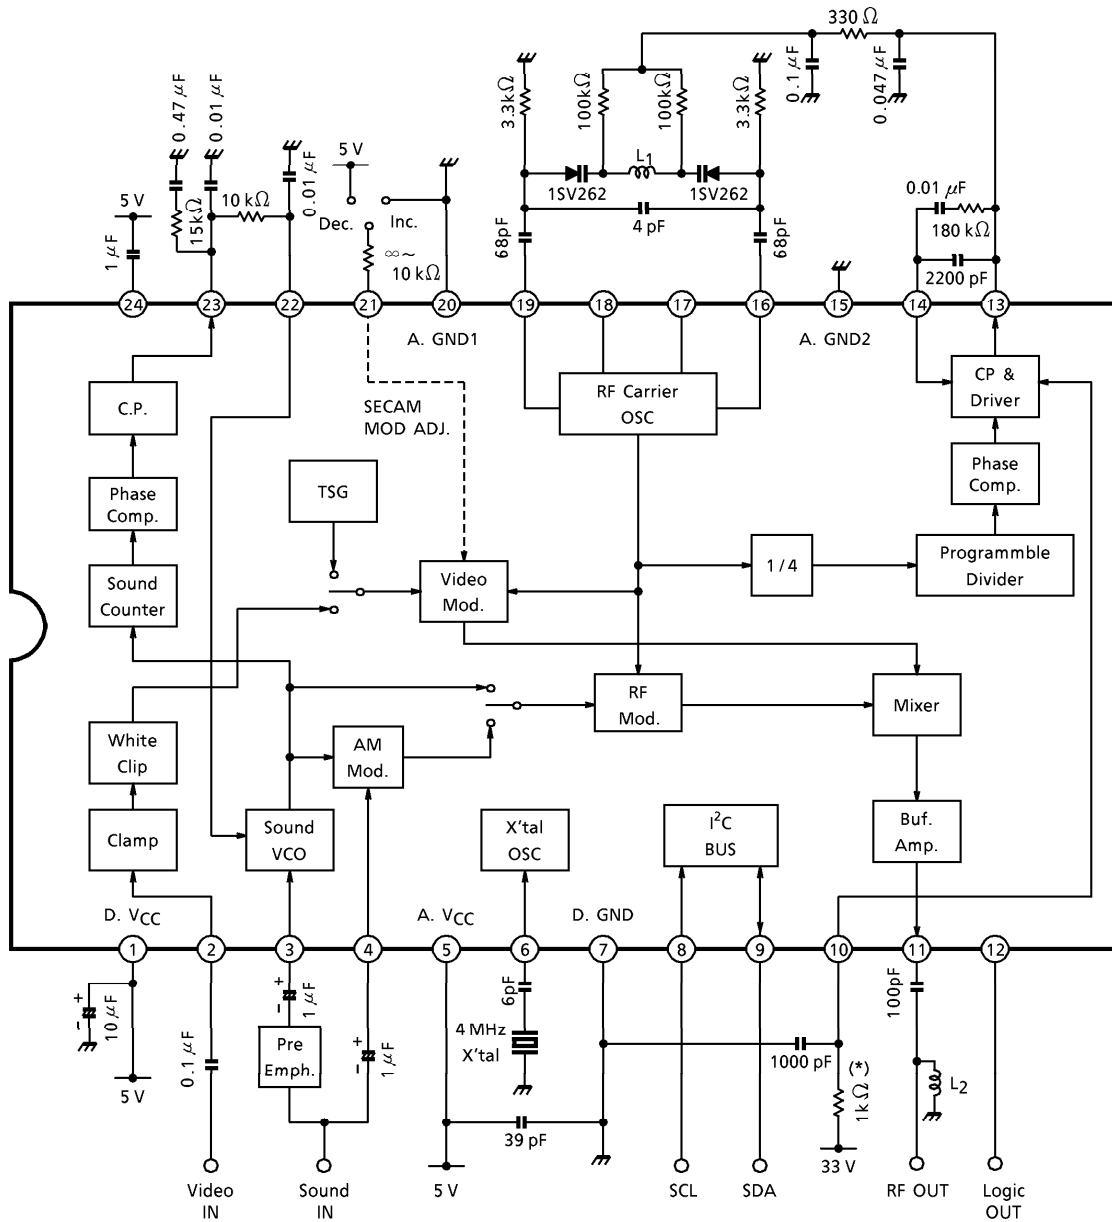 330 Ω
0.1 μF
0.047 μF
3.3kΩ
100kΩ
100kΩ
3.3kΩ
0.47 μF
0.01 μF
0.01 μF
5 V
L1
1SV262
1SV262
4 pF
68pF
68pF
0.01 μF
180 kΩ
2200 pF
5 V
1 μF
15kΩ
10 kΩ
Dec.
Inc.
∞~
10 kΩ
24
23
22
21
20
19
18
17
16
15
14
13
A. GND1
A. GND2
C.P.
SECAM
MOD ADJ.
RF Carrier
OSC
CP &
Driver
Phase
Comp.
TSG
Phase
Comp.
Sound
Counter
Video
Mod.
1 / 4
Programmble
Divider
White
Clip
AM
Mod.
RF
Mod.
Mixer
Clamp
Sound
VCO
X'tal
OSC
I2C
BUS
Buf.
Amp.
D. VCC
A. VCC
D. GND
1
2
3
4
5
6
7
8
9
10
11
12
+
-
10 μF
5 V
0.1 μF
+
-
1 μF
Pre
Emph.
+
-
1 μF
6pF
4 MHz
X'tal
39 pF
1000 pF
(*)
1kΩ
33 V
100pF
L2
5 V
Video
IN
Sound
IN
SCL
SDA
RF OUT
Logic
OUT